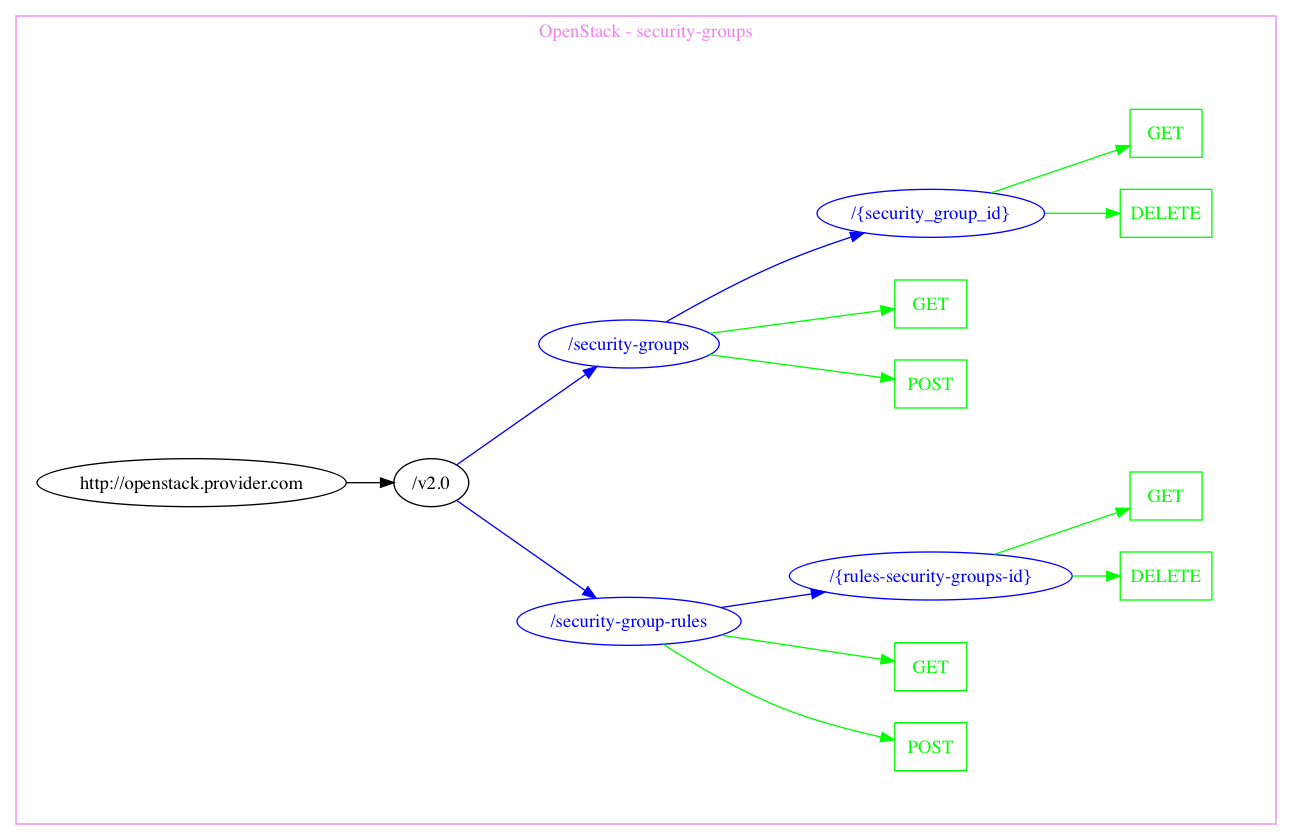 OpenStack - security-groups
GET
/{security_group_id}
DELETE
GET
/security-groups
POST
http://openstack.provider.com
/v2.0
GET
/{rules-security-groups-id}
DELETE
/security-group-rules
GET
POST